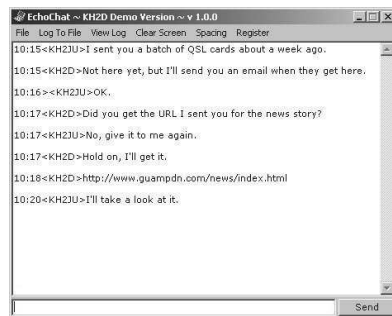 EchoChat ~ KH2D Demo Version ~ v 1.0.0
File Log To File View Log Clear Screen Spacing Register
10:15<KH2JU>I sent you a batch of QSL cards about a week ago.
10:15<KH2D>Not here yet, but I'll send you an email when they get here.
10:16><KH2JU>OK.
10:17<KH2D>Did you get the URL I sent you for the news story?
10:17<KH2JU>No, give it to me again.
10:17<KH2D>Hold on, I'll get it.
10:18<KH2D>http://www.guampdn.com/news/index.html
10:20<KH2JU>I'll take a look at it.
Send